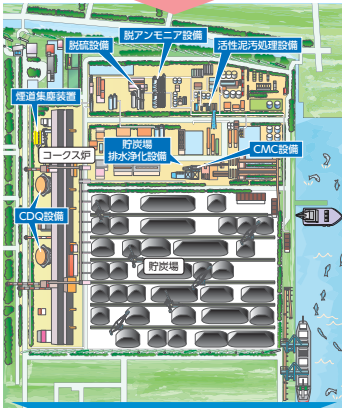 脱アンモニア設備
脱硫設備
活性泥汚処理設備
煙道集塵装置
コークス炉
貯炭場
排水浄化設備
CMC設備
CDQ設備
貯炭場